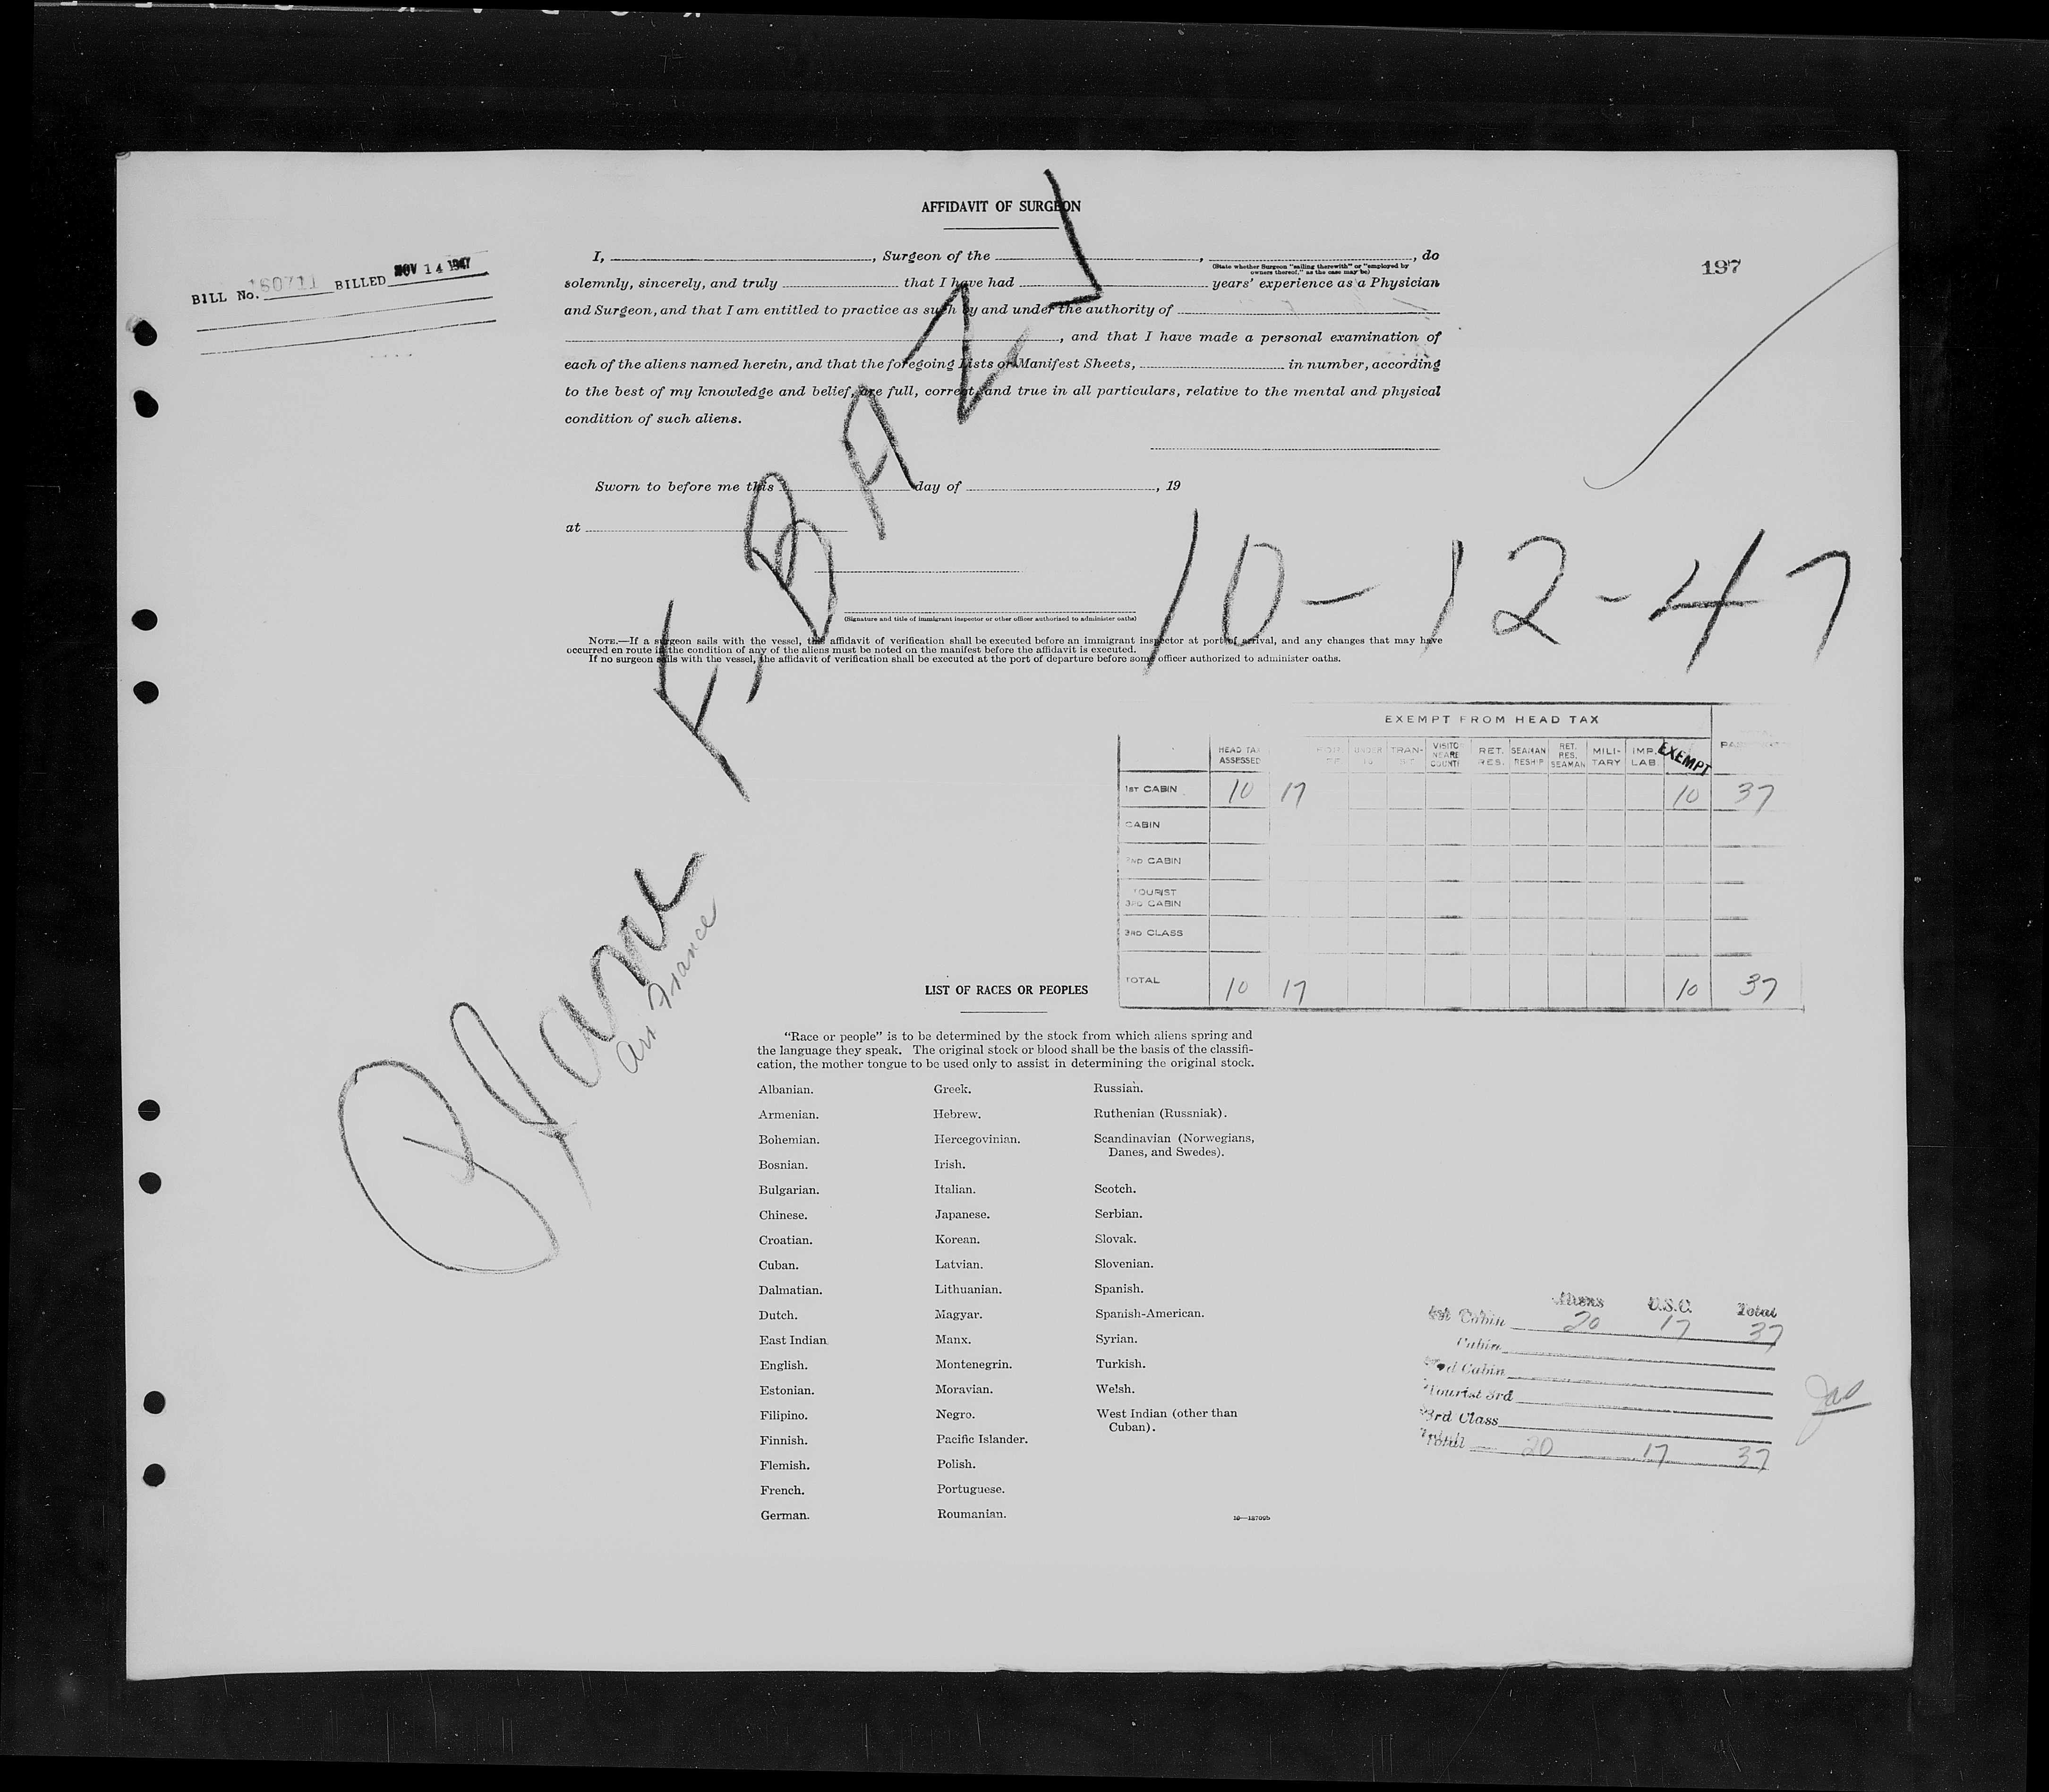 AFFIDAVIT OF SURGEON
I, , Surgeon of the , , do
(State whether Surgeon "sailing therewith" or "employed by owners thereof," as the case may be)
solemnly, sincerely, and truly that I have had years' experience as a Physician
and Surgeon, and that I am entitled to practice as such by and under the authority of
, and that I have made a personal examination of
each of the aliens named herein, and that the foregoing Lists or Manifest Sheets, in number, according
to the best of my knowledge and belief, are full, correct, and true in all particulars, relative to the mental and physical
condition of such aliens.
197
BILL No. 180711 BILLED NOV 14 1947
Sworn to before me this day of , 19
at
(Signature and title of immigrant inspector or other officer authorized to administer oaths)
NOTE.—If a surgeon sails with the vessel, this affidavit of verification shall be executed before an immigrant inspector at port of arrival, and any changes that may have
occurred en route in the condition of any of the aliens must be noted on the manifest before the affidavit is executed.
If no surgeon sails with the vessel, the affidavit of verification shall be executed at the port of departure before some officer authorized to administer oaths.
Plane F. BAZJ
Air France
10-12-47
EXEMPT FROM HEAD TAX
HEAD TAX ASSESSED UNDER 16 TRAN- RET. RES. SEAMAN RESHIP RET. RES. SEAMAN MILI- TARY IMP. LAB. EXEMPT
1ST CABIN 10 17 10 37
CABIN
2ND CABIN
TOURIST 3RD CABIN
3RD CLASS
TOTAL 10 17 10 37
LIST OF RACES OR PEOPLES
"Race or people" is to be determined by the stock from which aliens spring and
the language they speak. The original stock or blood shall be the basis of the classifi-
cation, the mother tongue to be used only to assist in determining the original stock.
Albanian. Greek. Russian.
Armenian. Hebrew. Ruthenian (Russniak).
Bohemian. Hercegovinian. Scandinavian (Norwegians,
Danes, and Swedes).
Bosnian. Irish.
Bulgarian. Italian. Scotch.
Chinese. Japanese. Serbian.
Croatian. Korean. Slovak.
Cuban. Latvian. Slovenian.
Dalmatian. Lithuanian. Spanish.
Dutch. Magyar. Spanish-American.
East Indian Manx. Syrian.
English. Montenegrin. Turkish.
Estonian. Moravian. Welsh.
Filipino. Negro. West Indian (other than
Cuban).
Finnish. Pacific Islander.
Flemish. Polish.
French. Portuguese.
German. Roumanian.
Aliens U.S.C. Total
1st Cabin 20 17 37
Cabin
2nd Cabin
Tourist 3rd
3rd Class
Total 20 17 37